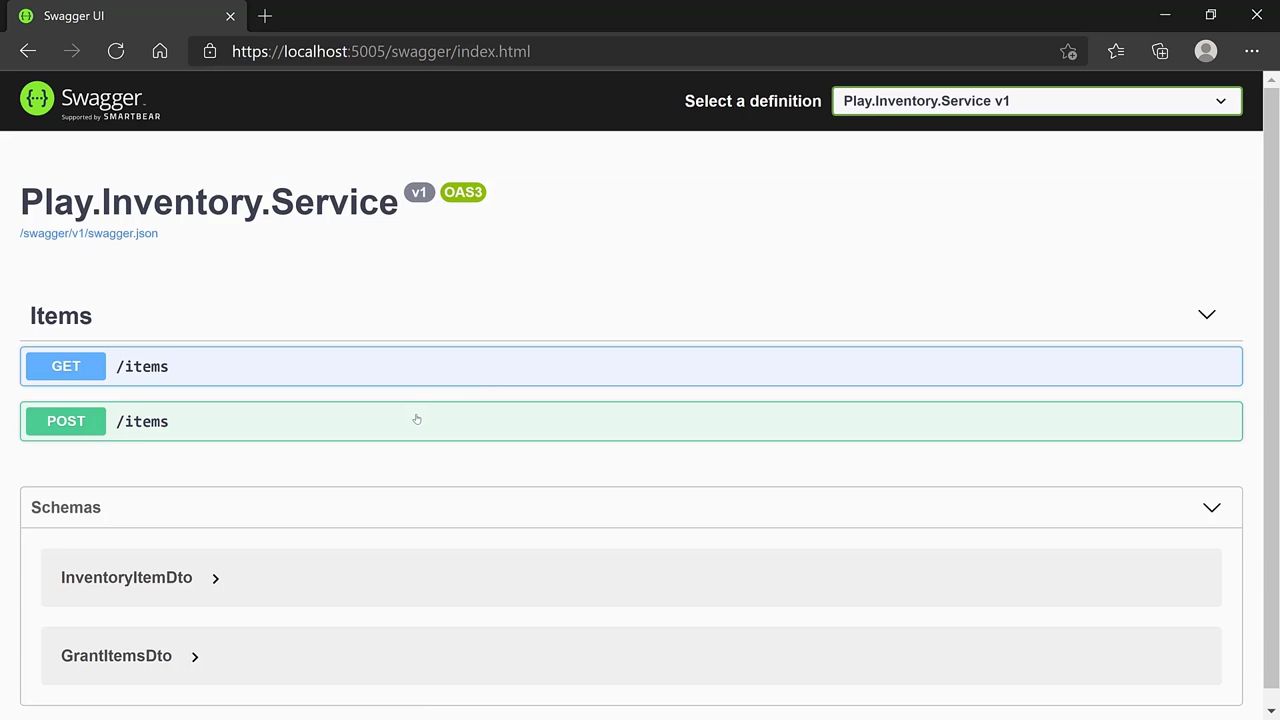 Swagger UI
https://localhost:5005/swagger/index.html
Swagger.
Supported by SMARTBEAR
Select a definition
Play.Inventory.Service v1
Play.Inventory.Service v1 OAS3
/swagger/v1/swagger.json
Items
GET /items
POST /items
Schemas
InventoryItemDto
GrantItemsDto